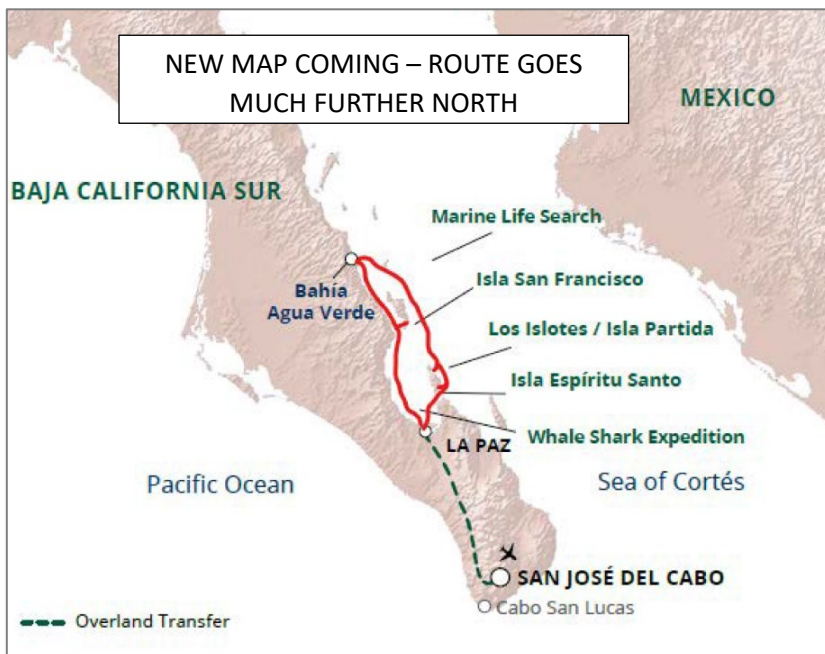 NEW MAP COMING – ROUTE GOES
MUCH FURTHER NORTH
MEXICO
BAJA CALIFORNIA SUR
Marine Life Search
Bahía
Agua Verde
Isla San Francisco
Los Islotes / Isla Partida
Isla Espíritu Santo
LA PAZ
Whale Shark Expedition
Pacific Ocean
Sea of Cortés
SAN JOSÉ DEL CABO
Cabo San Lucas
Overland Transfer